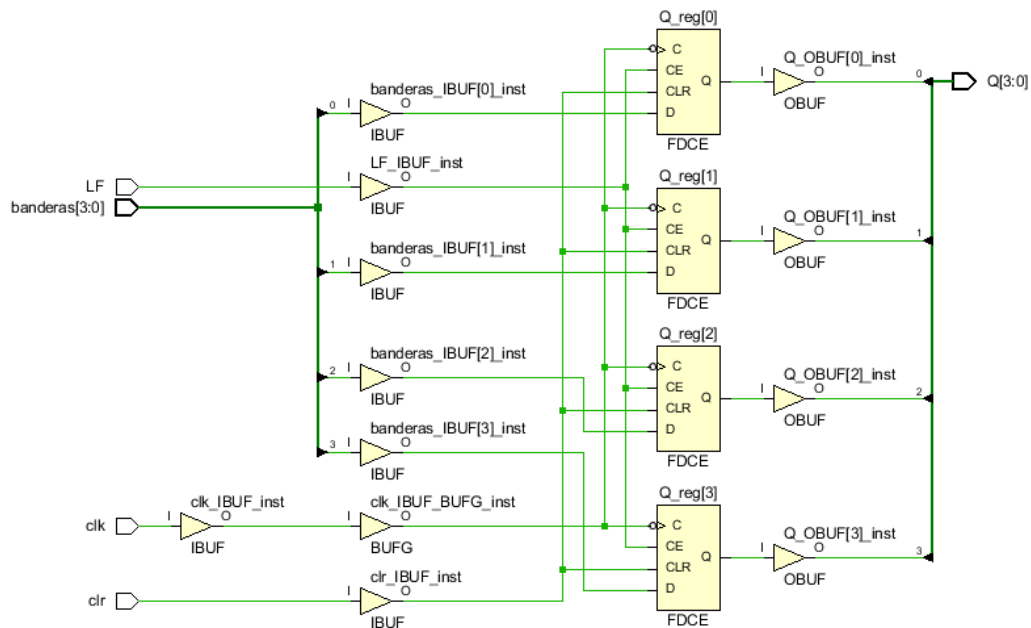 Q_reg[0]
C
CE
CLR
D
Q
FDCE
I
Q_OBUF[0]_inst
O
OBUF
0
Q[3:0]
0
I
banderas_IBUF[0]_inst
O
IBUF
LF
I
LF_IBUF_inst
O
IBUF
banderas[3:0]
Q_reg[1]
C
CE
CLR
D
Q
FDCE
I
Q_OBUF[1]_inst
O
OBUF
1
1
I
banderas_IBUF[1]_inst
O
IBUF
Q_reg[2]
C
CE
CLR
D
Q
FDCE
I
Q_OBUF[2]_inst
O
OBUF
2
2
I
banderas_IBUF[2]_inst
O
IBUF
3
I
banderas_IBUF[3]_inst
O
IBUF
Q_reg[3]
C
CE
CLR
D
Q
FDCE
I
Q_OBUF[3]_inst
O
OBUF
3
clk
I
clk_IBUF_inst
O
IBUF
I
clk_IBUF_BUFG_inst
O
BUFG
clr
I
clr_IBUF_inst
O
IBUF